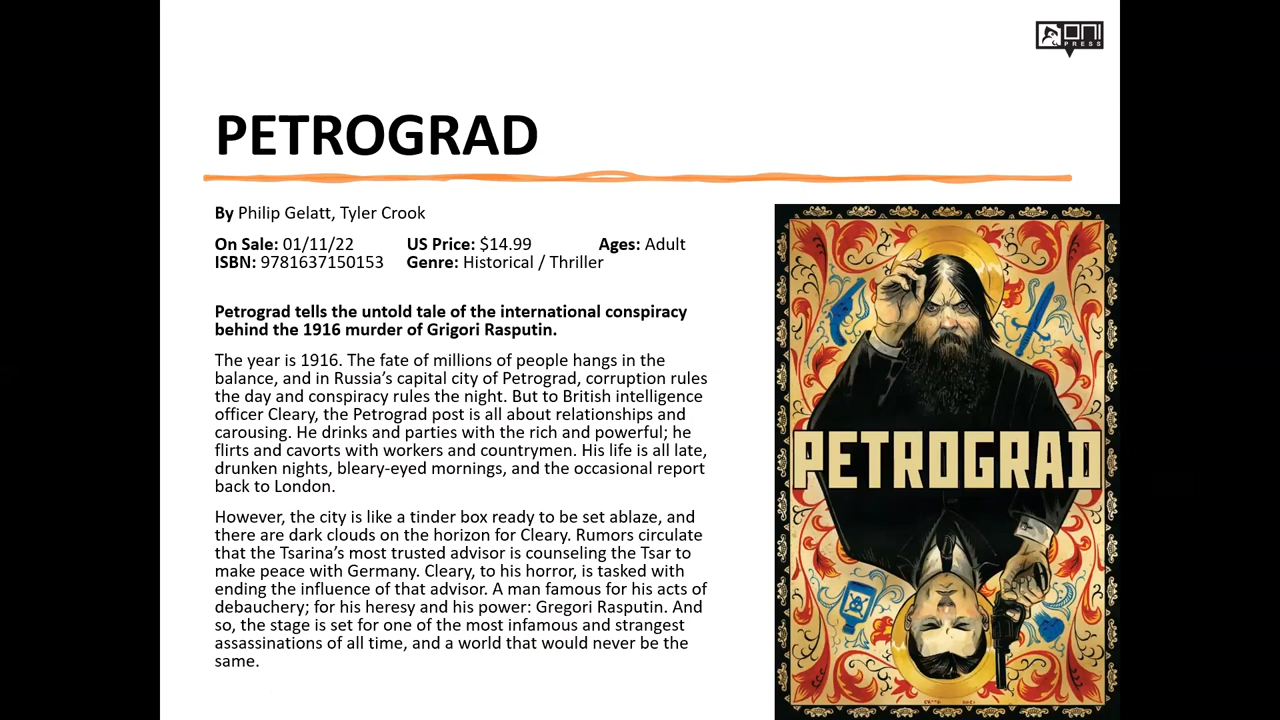 ONI
PRESS
PETROGRAD
By Philip Gelatt, Tyler Crook
On Sale: 01/11/22 US Price: $14.99 Ages: Adult
ISBN: 9781637150153 Genre: Historical / Thriller
Petrograd tells the untold tale of the international conspiracy
behind the 1916 murder of Grigori Rasputin.
The year is 1916. The fate of millions of people hangs in the
balance, and in Russia’s capital city of Petrograd, corruption rules
the day and conspiracy rules the night. But to British intelligence
officer Cleary, the Petrograd post is all about relationships and
carousing. He drinks and parties with the rich and powerful; he
flirts and cavorts with workers and countrymen. His life is all late,
drunken nights, bleary-eyed mornings, and the occasional report
back to London.
However, the city is like a tinder box ready to be set ablaze, and
there are dark clouds on the horizon for Cleary. Rumors circulate
that the Tsarina’s most trusted advisor is counseling the Tsar to
make peace with Germany. Cleary, to his horror, is tasked with
ending the influence of that advisor. A man famous for his acts of
debauchery; for his heresy and his power: Gregori Rasputin. And
so, the stage is set for one of the most infamous and strangest
assassinations of all time, and a world that would never be the
same.
PETROGRAD